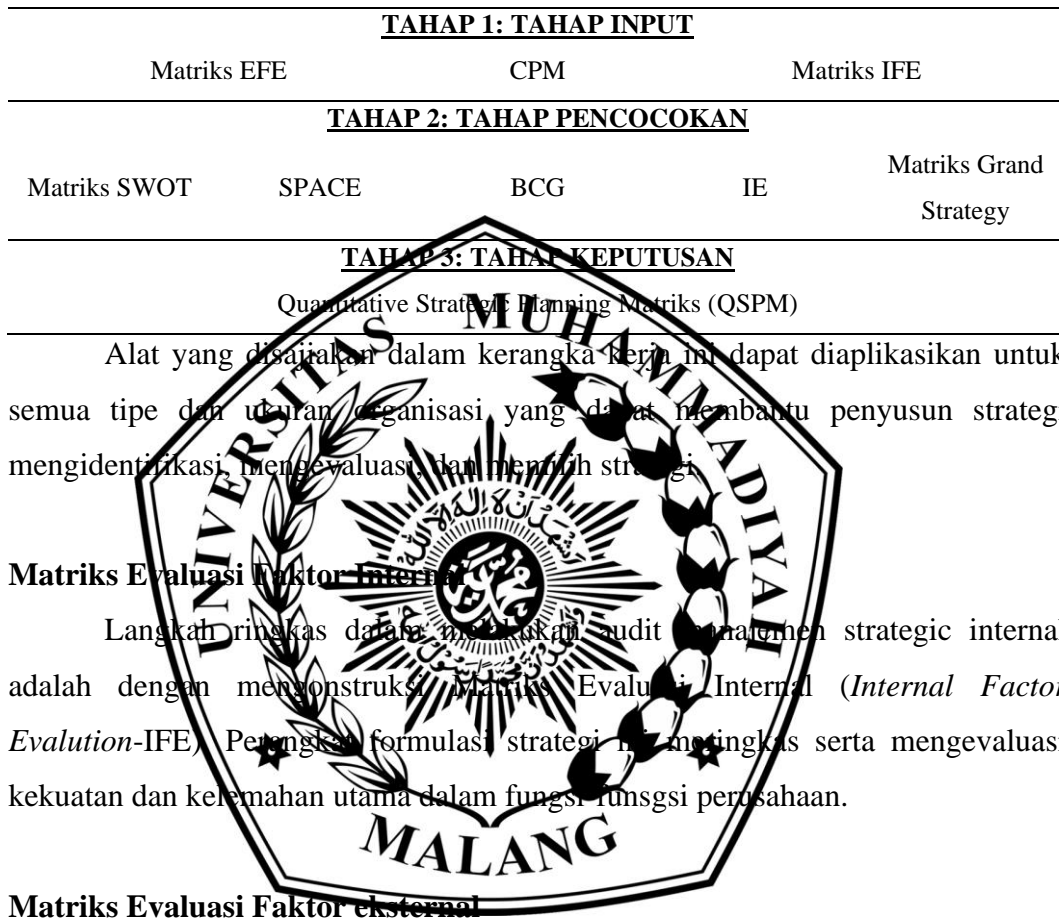 TAHAP 1: TAHAP INPUT
Matriks EFE CPM Matriks IFE
TAHAP 2: TAHAP PENCOCOKAN
Matriks SWOT SPACE BCG IE Matriks Grand
Strategy
TAHAP 3: TAHAP KEPUTUSAN
Quantitative Strategic Planning Matriks (QSPM)
Alat yang disajiakan dalam kerangka kerja ini dapat diaplikasikan untuk
semua tipe dan ukuran organisasi yang dapat membantu penyusun strategi
mengidentifikasi, mengevaluasi, dan memilih strategi.
Matriks Evaluasi Faktor Internal
Langkah ringkas dalam melakukan audit manajemen strategic internal
adalah dengan mengonstruksi Matriks Evaluasi Internal (Internal Factor
Evalution-IFE). Perangkat formulasi strategi ini meringkas serta mengevaluasi
kekuatan dan kelemahan utama dalam fungsi-funsgsi perusahaan.
Matriks Evaluasi Faktor eksternal
UNIVERSITAS MUHAMMADIYAH
MALANG